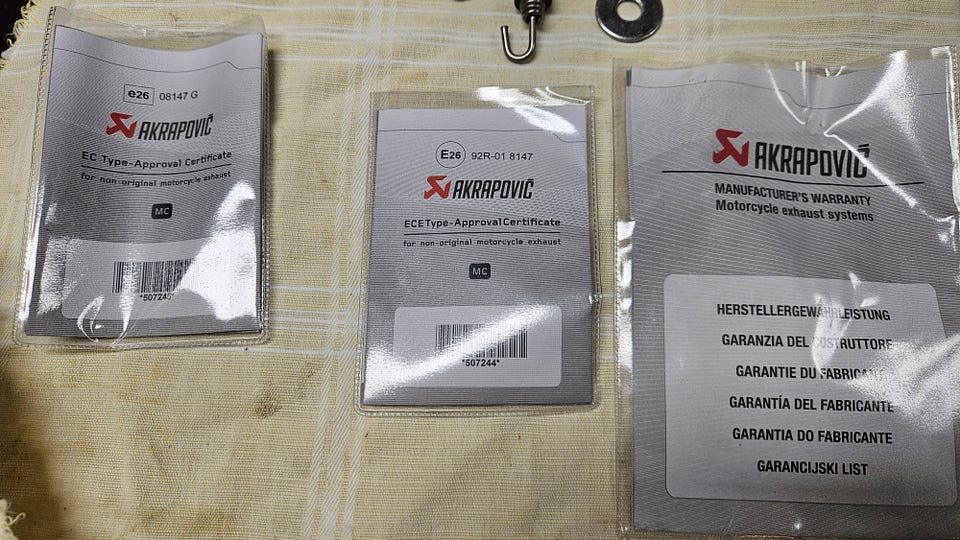 e26 08147 G
AKRAPOVIČ
EC Type-Approval Certificate
for non-original motorcycle exhaust
MC
*507245*
E26 92R-01 8147
AKRAPOVIČ
ECE Type-Approval Certificate
for non-original motorcycle exhaust
MC
*507244*
AKRAPOVIČ
MANUFACTURER'S WARRANTY
Motorcycle exhaust systems
HERSTELLERGEWÄHRLEISTUNG
GARANZIA DEL COSTRUTTORE
GARANTIE DU FABRICANT
GARANTÍA DEL FABRICANTE
GARANTIA DO FABRICANTE
GARANCIJSKI LIST